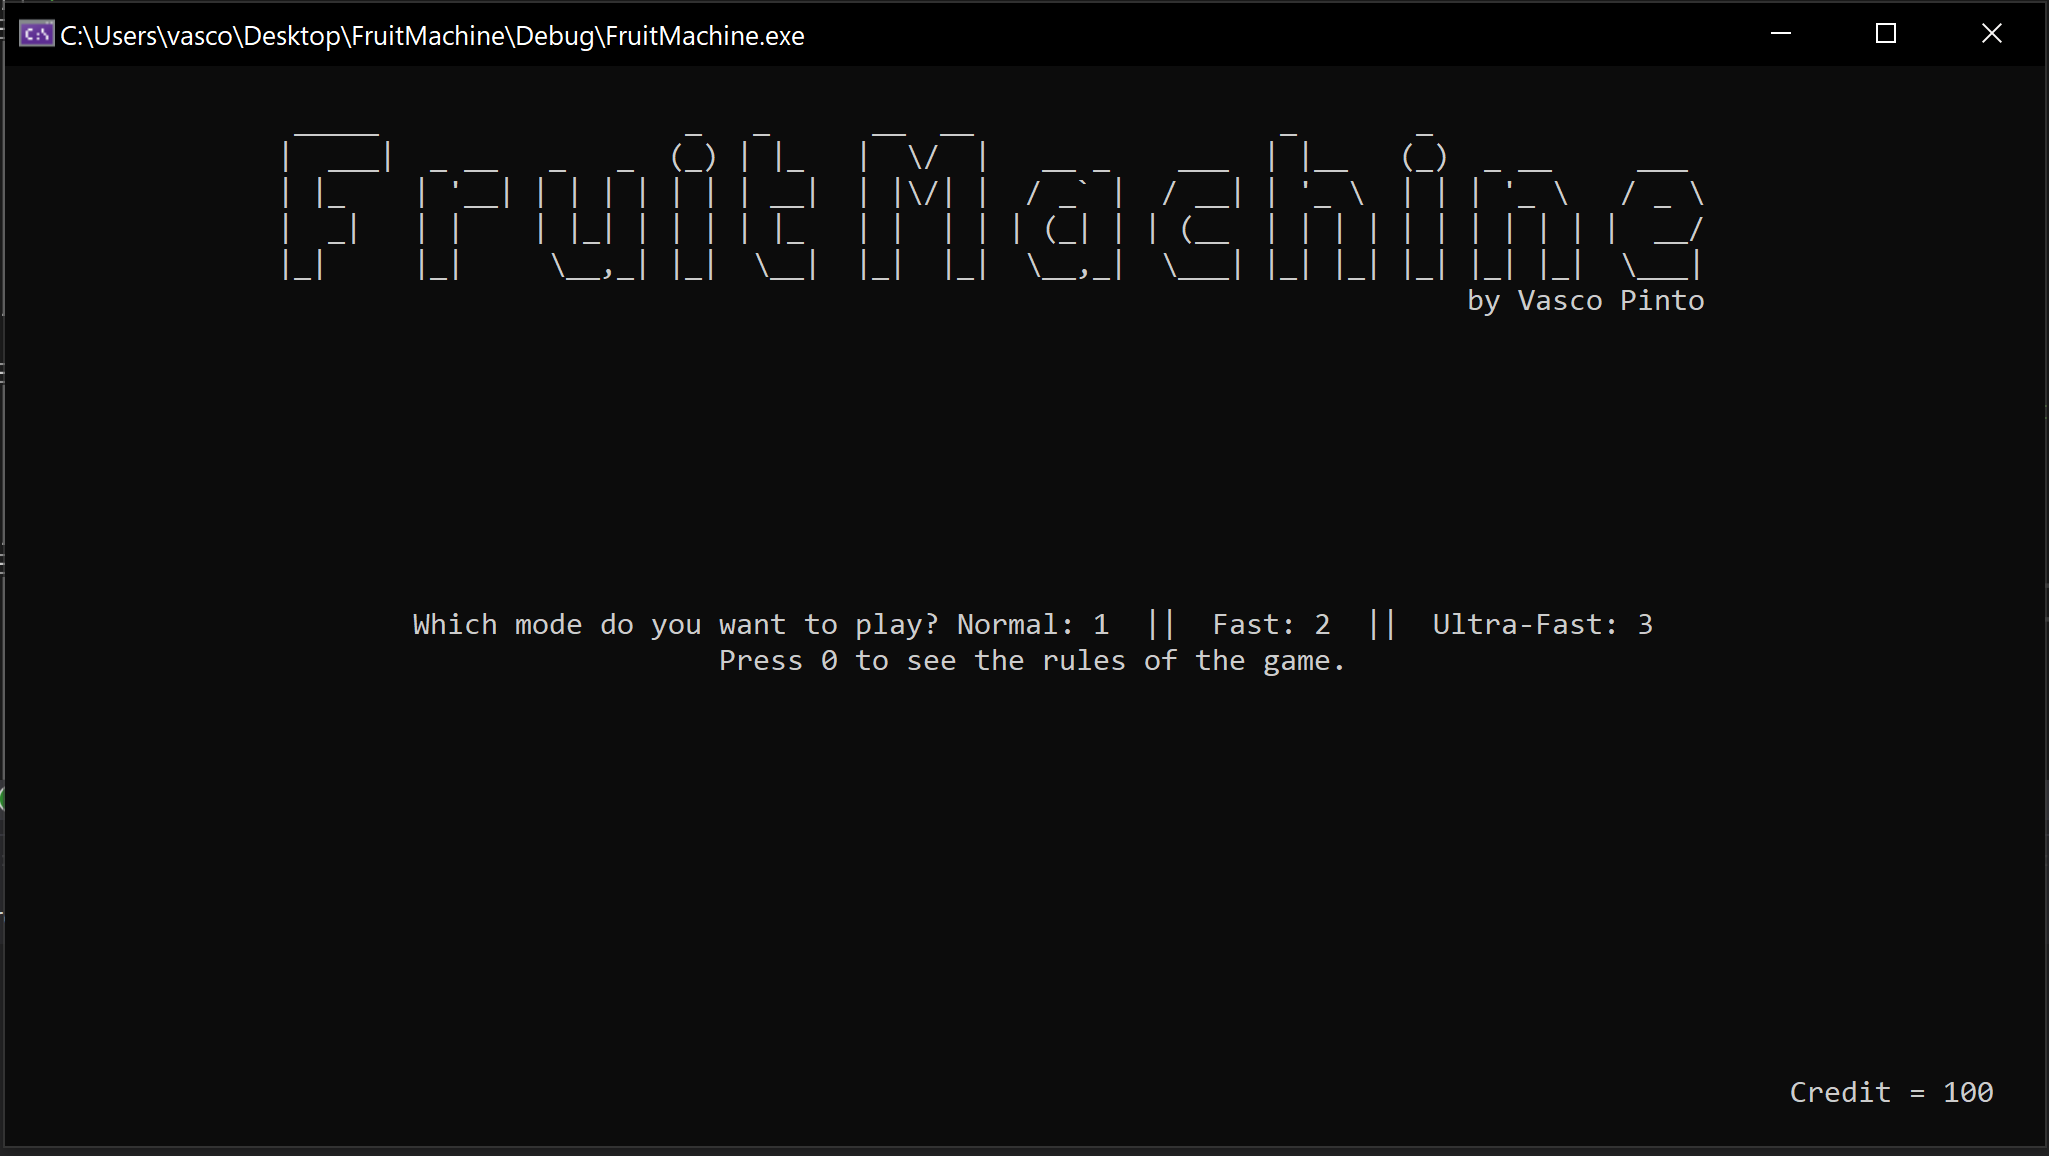 C:\Users\vasco\Desktop\FruitMachine\Debug\FruitMachine.exe
Fruit Machine
by Vasco Pinto
Which mode do you want to play? Normal: 1 || Fast: 2 || Ultra-Fast: 3
Press 0 to see the rules of the game.
Credit = 100